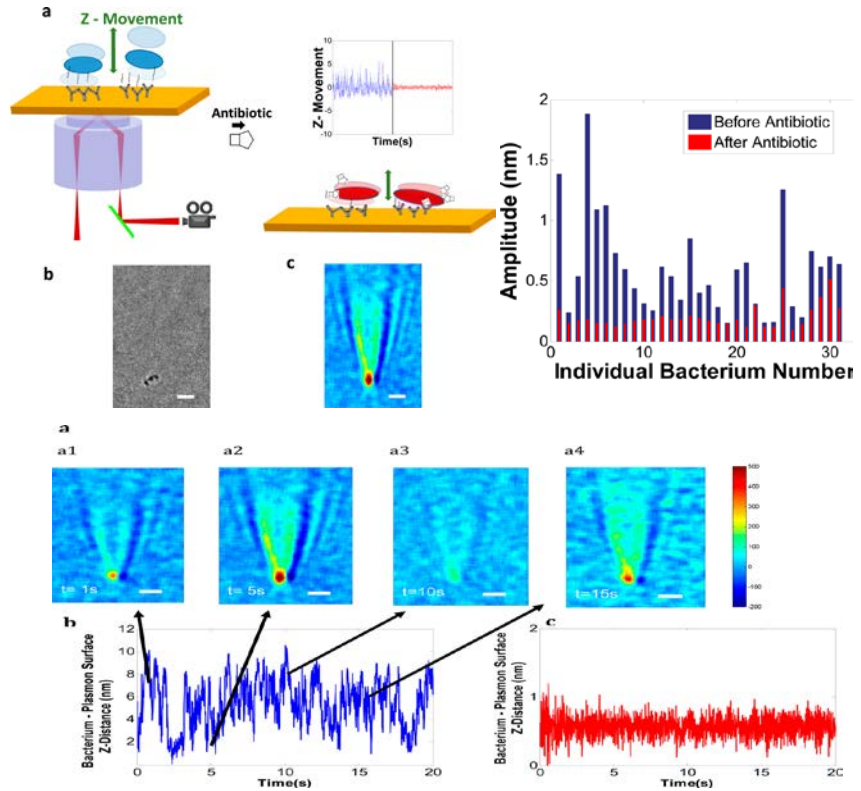 a
Z - Movement
Antibiotic
Z- Movement
10
5
0
-5
-10
Time(s)
Amplitude (nm)
2
1.5
1
0.5
0
Before Antibiotic
After Antibiotic
0
10
20
30
Individual Bacterium Number
b
c
a
a1
a2
a3
a4
t= 1s
t= 5s
t=10s
t=15s
500
400
300
200
100
0
-100
-200
b
Bacterium - Plasmon Surface
Z-Distance (nm)
12
10
8
6
4
2
0
5
10
15
20
Time(s)
c
Bacterium - Plasmon Surface
Z-Distance (nm)
2
1
0
0
5
10
15
20
Time(s)